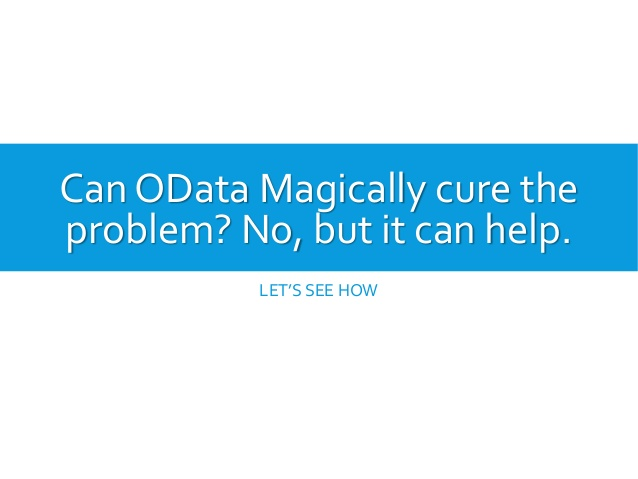 Can OData Magically cure the
problem? No, but it can help.
LET’S SEE HOW